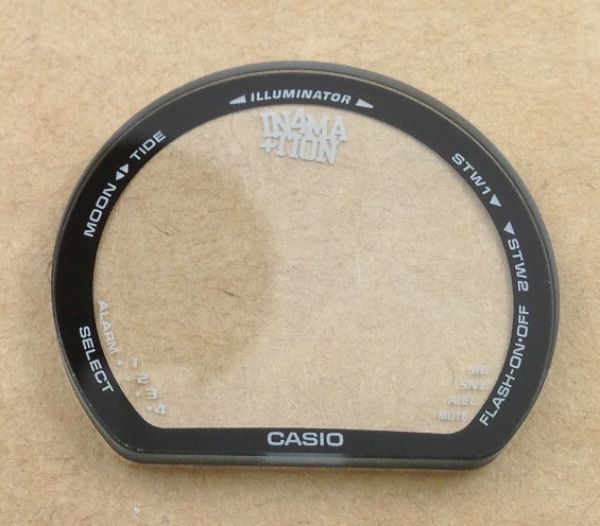 ◄ ILLUMINATOR ►
IN4MA
+TION
MOON ◄► TIDE
STW1 ►
◄ STW2
ALARM
SELECT
• 1
• 2
• 3
• 4
FLASH-ON•OFF
SIG
SNZ
A.EL
MUTE
CASIO